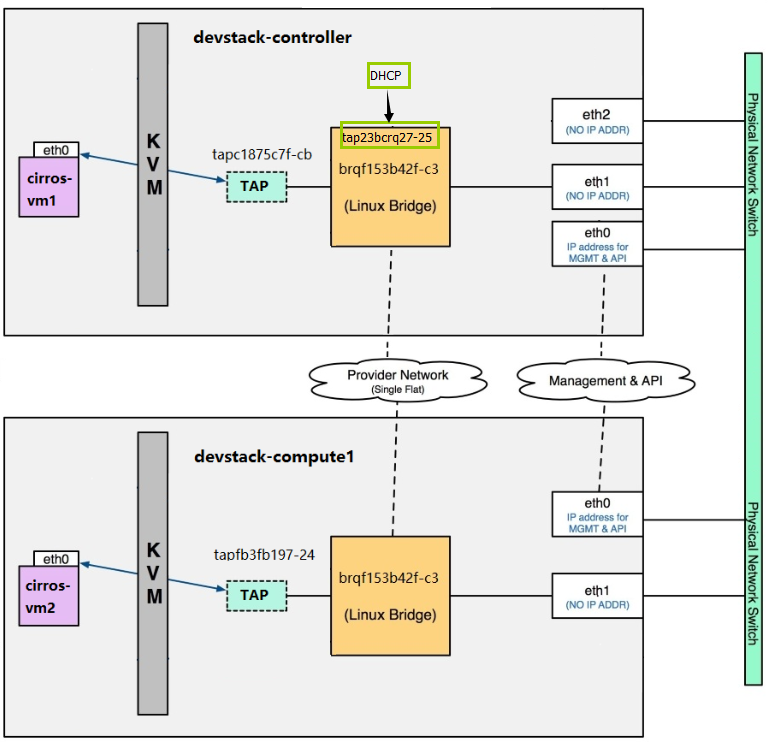 devstack-controller
DHCP
tap23bcrq27-25
brqf153b42f-c3
(Linux Bridge)
tapc1875c7f-cb
TAP
KVM
eth0
cirros-
vm1
eth2
(NO IP ADDR)
eth1
(NO IP ADDR)
eth0
IP address for
MGMT & API
Physical Network Switch
Provider Network
(Single Flat)
Management & API
devstack-compute1
eth0
IP address for
MGMT & API
tapfb3fb197-24
TAP
KVM
eth0
cirros-
vm2
brqf153b42f-c3
(Linux Bridge)
eth1
(NO IP ADDR)
Physical Network Switch